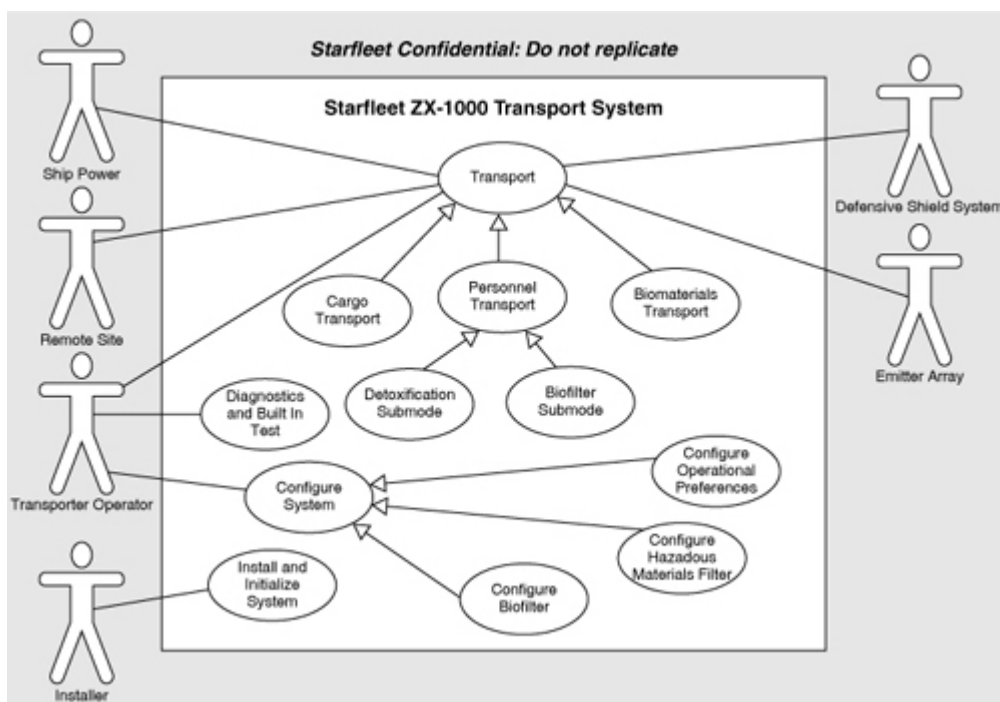 Starfleet Confidential: Do not replicate
Starfleet ZX-1000 Transport System
Ship Power
Transport
Defensive Shield System
Remote Site
Cargo
Transport
Personnel
Transport
Biomaterials
Transport
Emitter Array
Diagnostics
and Built In
Test
Detoxification
Submode
Biofilter
Submode
Transporter Operator
Configure
System
Configure
Operational
Preferences
Install and
Initialize
System
Configure
Biofilter
Configure
Hazadous
Materials Filter
Installer